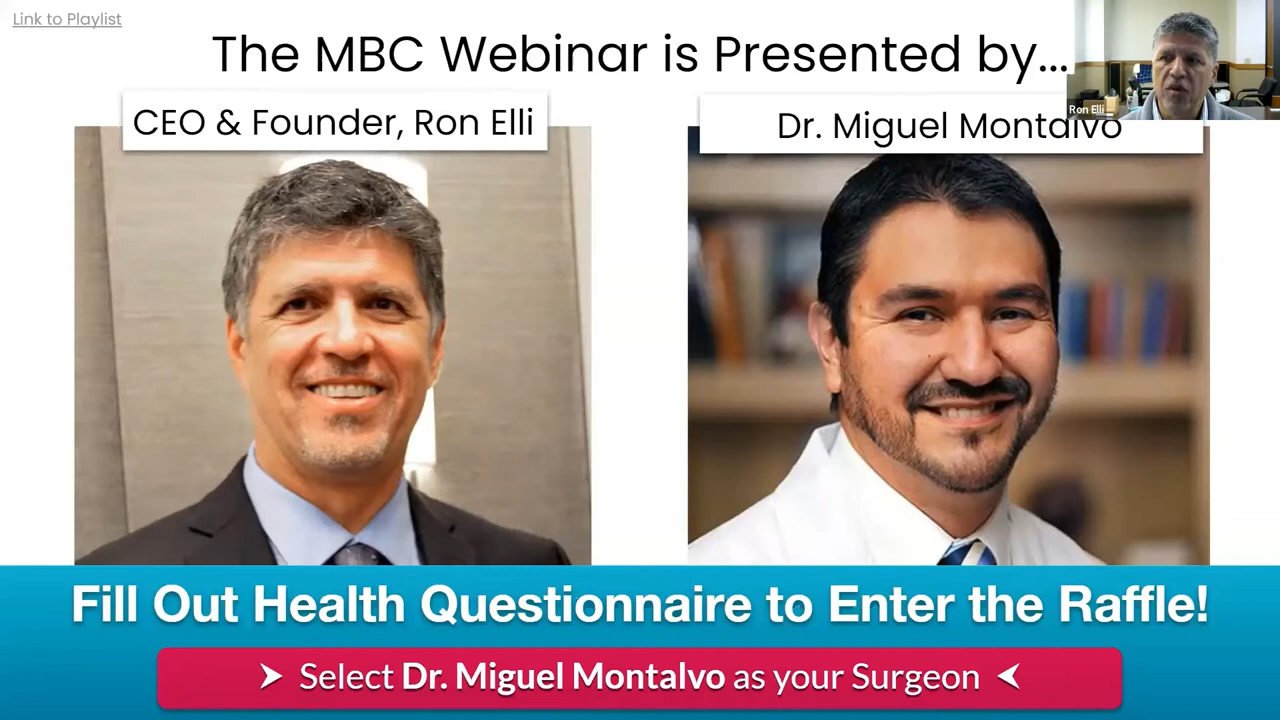 Link to Playlist
The MBC Webinar is Presented by...
Ron Elli
CEO & Founder, Ron Elli
Dr. Miguel Montalvo
Fill Out Health Questionnaire to Enter the Raffle!
Select Dr. Miguel Montalvo as your Surgeon